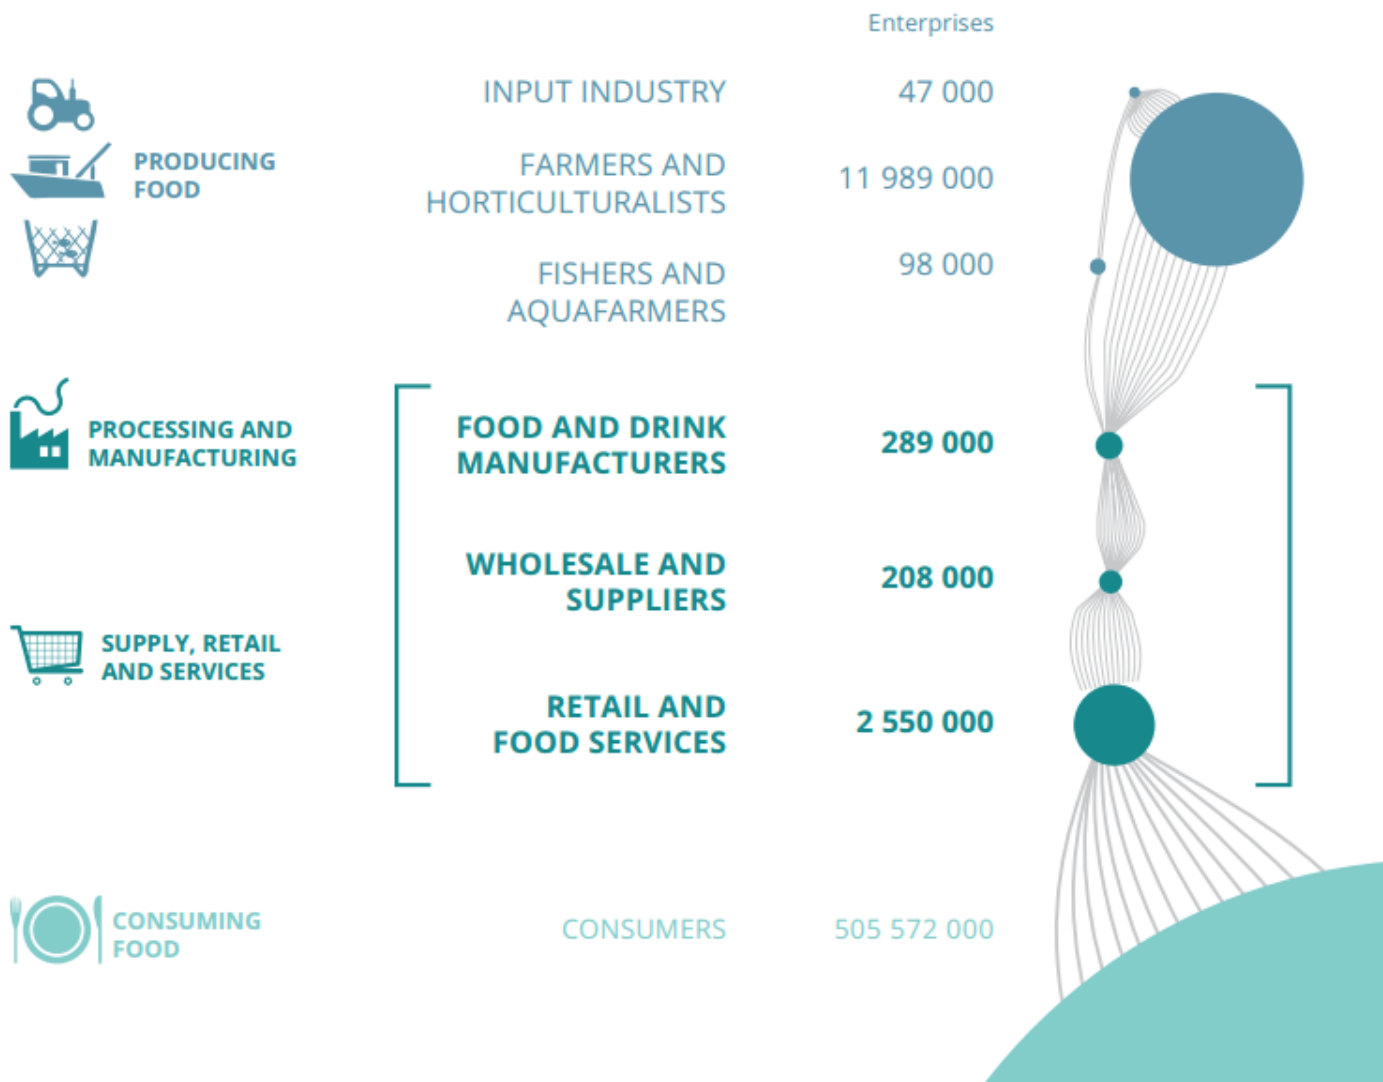 Enterprises
INPUT INDUSTRY 47 000
PRODUCING
FOOD
FARMERS AND
HORTICULTURALISTS
11 989 000
FISHERS AND
AQUAFARMERS
98 000
PROCESSING AND
MANUFACTURING
FOOD AND DRINK
MANUFACTURERS
289 000
WHOLESALE AND
SUPPLIERS
208 000
SUPPLY, RETAIL
AND SERVICES
RETAIL AND
FOOD SERVICES
2 550 000
CONSUMING
FOOD
CONSUMERS 505 572 000